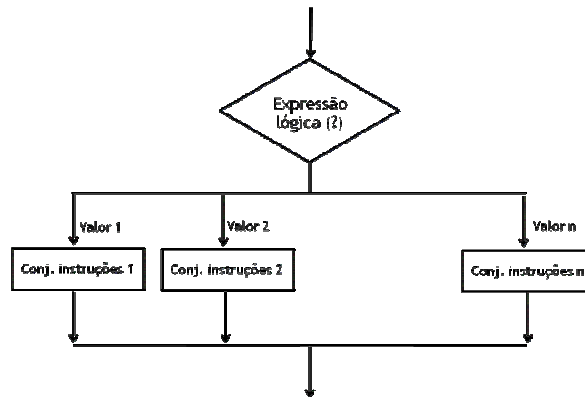 Expressão
lógica (?)
Valor 1
Valor 2
Valor n
Conj. instruções 1
Conj. instruções 2
Conj. instruções n